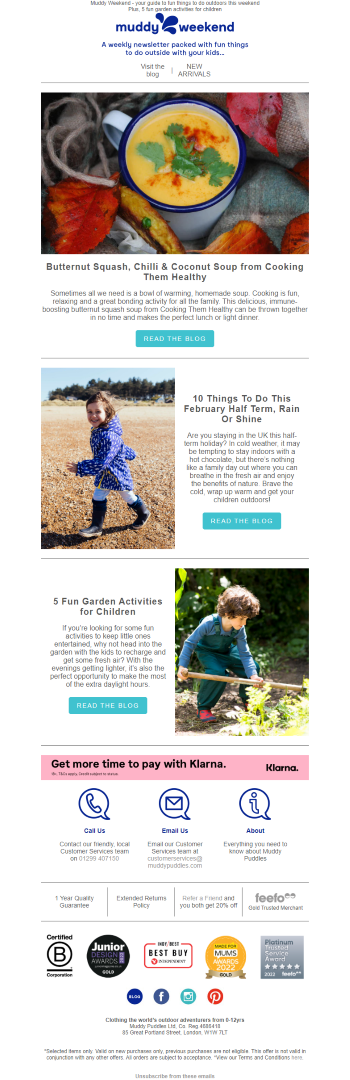 Muddy Weekend - your guide to fun things to do outdoors this weekend
Plus, 5 fun garden activities for children
muddy weekend
A weekly newsletter packed with fun things
to do outside with your kids...
Visit the
blog
NEW
ARRIVALS
Butternut Squash, Chilli & Coconut Soup from Cooking
Them Healthy
Sometimes all we need is a bowl of warming, homemade soup. Cooking is fun,
relaxing and a great bonding activity for all the family. This delicious, immune-
boosting butternut squash soup from Cooking Them Healthy can be thrown together
in no time and makes the perfect lunch or light dinner.
READ THE BLOG
10 Things To Do This
February Half Term, Rain
Or Shine
Are you staying in the UK this half-
term holiday? In cold weather, it may
be tempting to stay indoors with a
hot chocolate, but there's nothing
like a family day out where you can
breathe in the fresh air and enjoy
the benefits of nature. Brave the
cold, wrap up warm and get your
children outdoors!
READ THE BLOG
5 Fun Garden Activities
for Children
If you're looking for some fun
activities to keep little ones
entertained, why not head into the
garden with the kids to recharge and
get some fresh air? With the
evenings getting lighter, it's also the
perfect opportunity to make the most
of the extra daylight hours.
READ THE BLOG
Get more time to pay with Klarna.
18+, T&Cs apply, Credit subject to status.
Klarna.
Call Us
Contact our friendly, local
Customer Services team
on 01299 407100
Email Us
Email our Customer
Services team at
customerservices@
muddypuddles.com
About
Everything you need to
know about Muddy
Puddles
1 Year Quality
Guarantee
Extended Returns
Policy
Refer a Friend and
you both get 20% off
feefo
Gold Trusted Merchant
Certified
B
Corporation
Junior
DESIGN
AWARDS
GOLD
INDY/BEST
BEST BUY
INDEPENDENT
MADE FOR
MUMS
AWARDS
2022
GOLD
Platinum
Trusted
Service
Award
2022 feefo
BLOG
Clothing the world's outdoor adventurers from 0-12yrs
Muddy Puddles Ltd, Co. Reg 4686418
85 Great Portland Street, London, W1W 7LT
*Selected items only. Valid on new purchases only, previous purchases are not eligible. This offer is not valid in
conjunction with any other offers. All orders are subject to acceptance. *View our Terms and Conditions here.
Unsubscribe from these emails